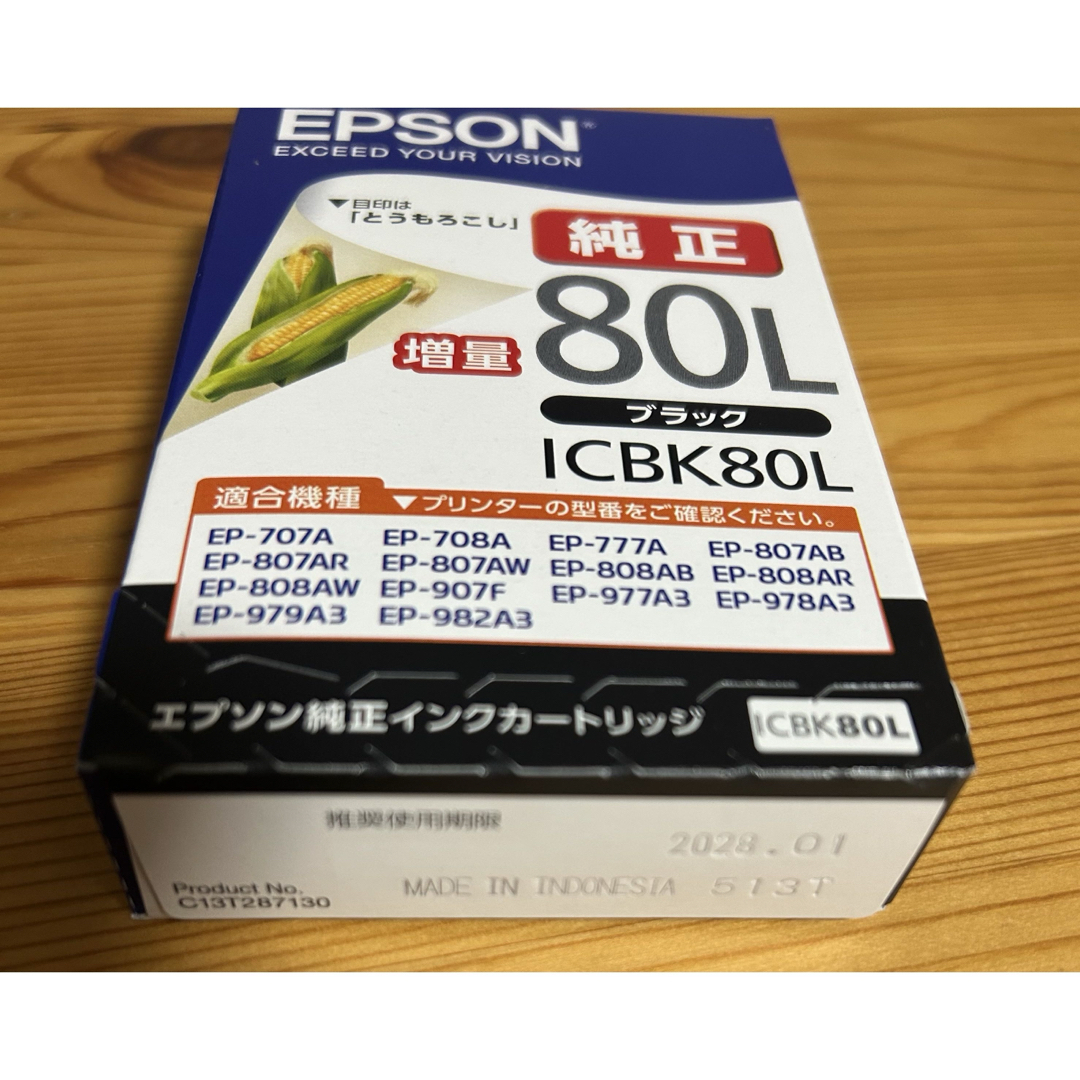 EPSON
EXCEED YOUR VISION
▼目印は
「とうもろこし」
純正
増量
80L
ブラック
ICBK80L
適合機種 ▼プリンターの型番をご確認ください。
EP-707A EP-708A EP-777A EP-807AB
EP-807AR EP-807AW EP-808AB EP-808AR
EP-808AW EP-907F EP-977A3 EP-978A3
EP-979A3 EP-982A3
エプソン純正インクカートリッジ ICBK80L
推奨使用期限
2028.01
Product No.
C13T287130
MADE IN INDONESIA 513T